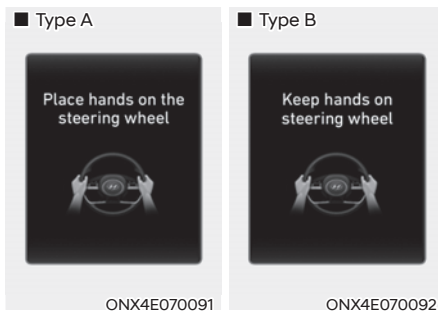 ■ Type A
Place hands on the
steering wheel
ONX4E070091
■ Type B
Keep hands on
steering wheel
ONX4E070092